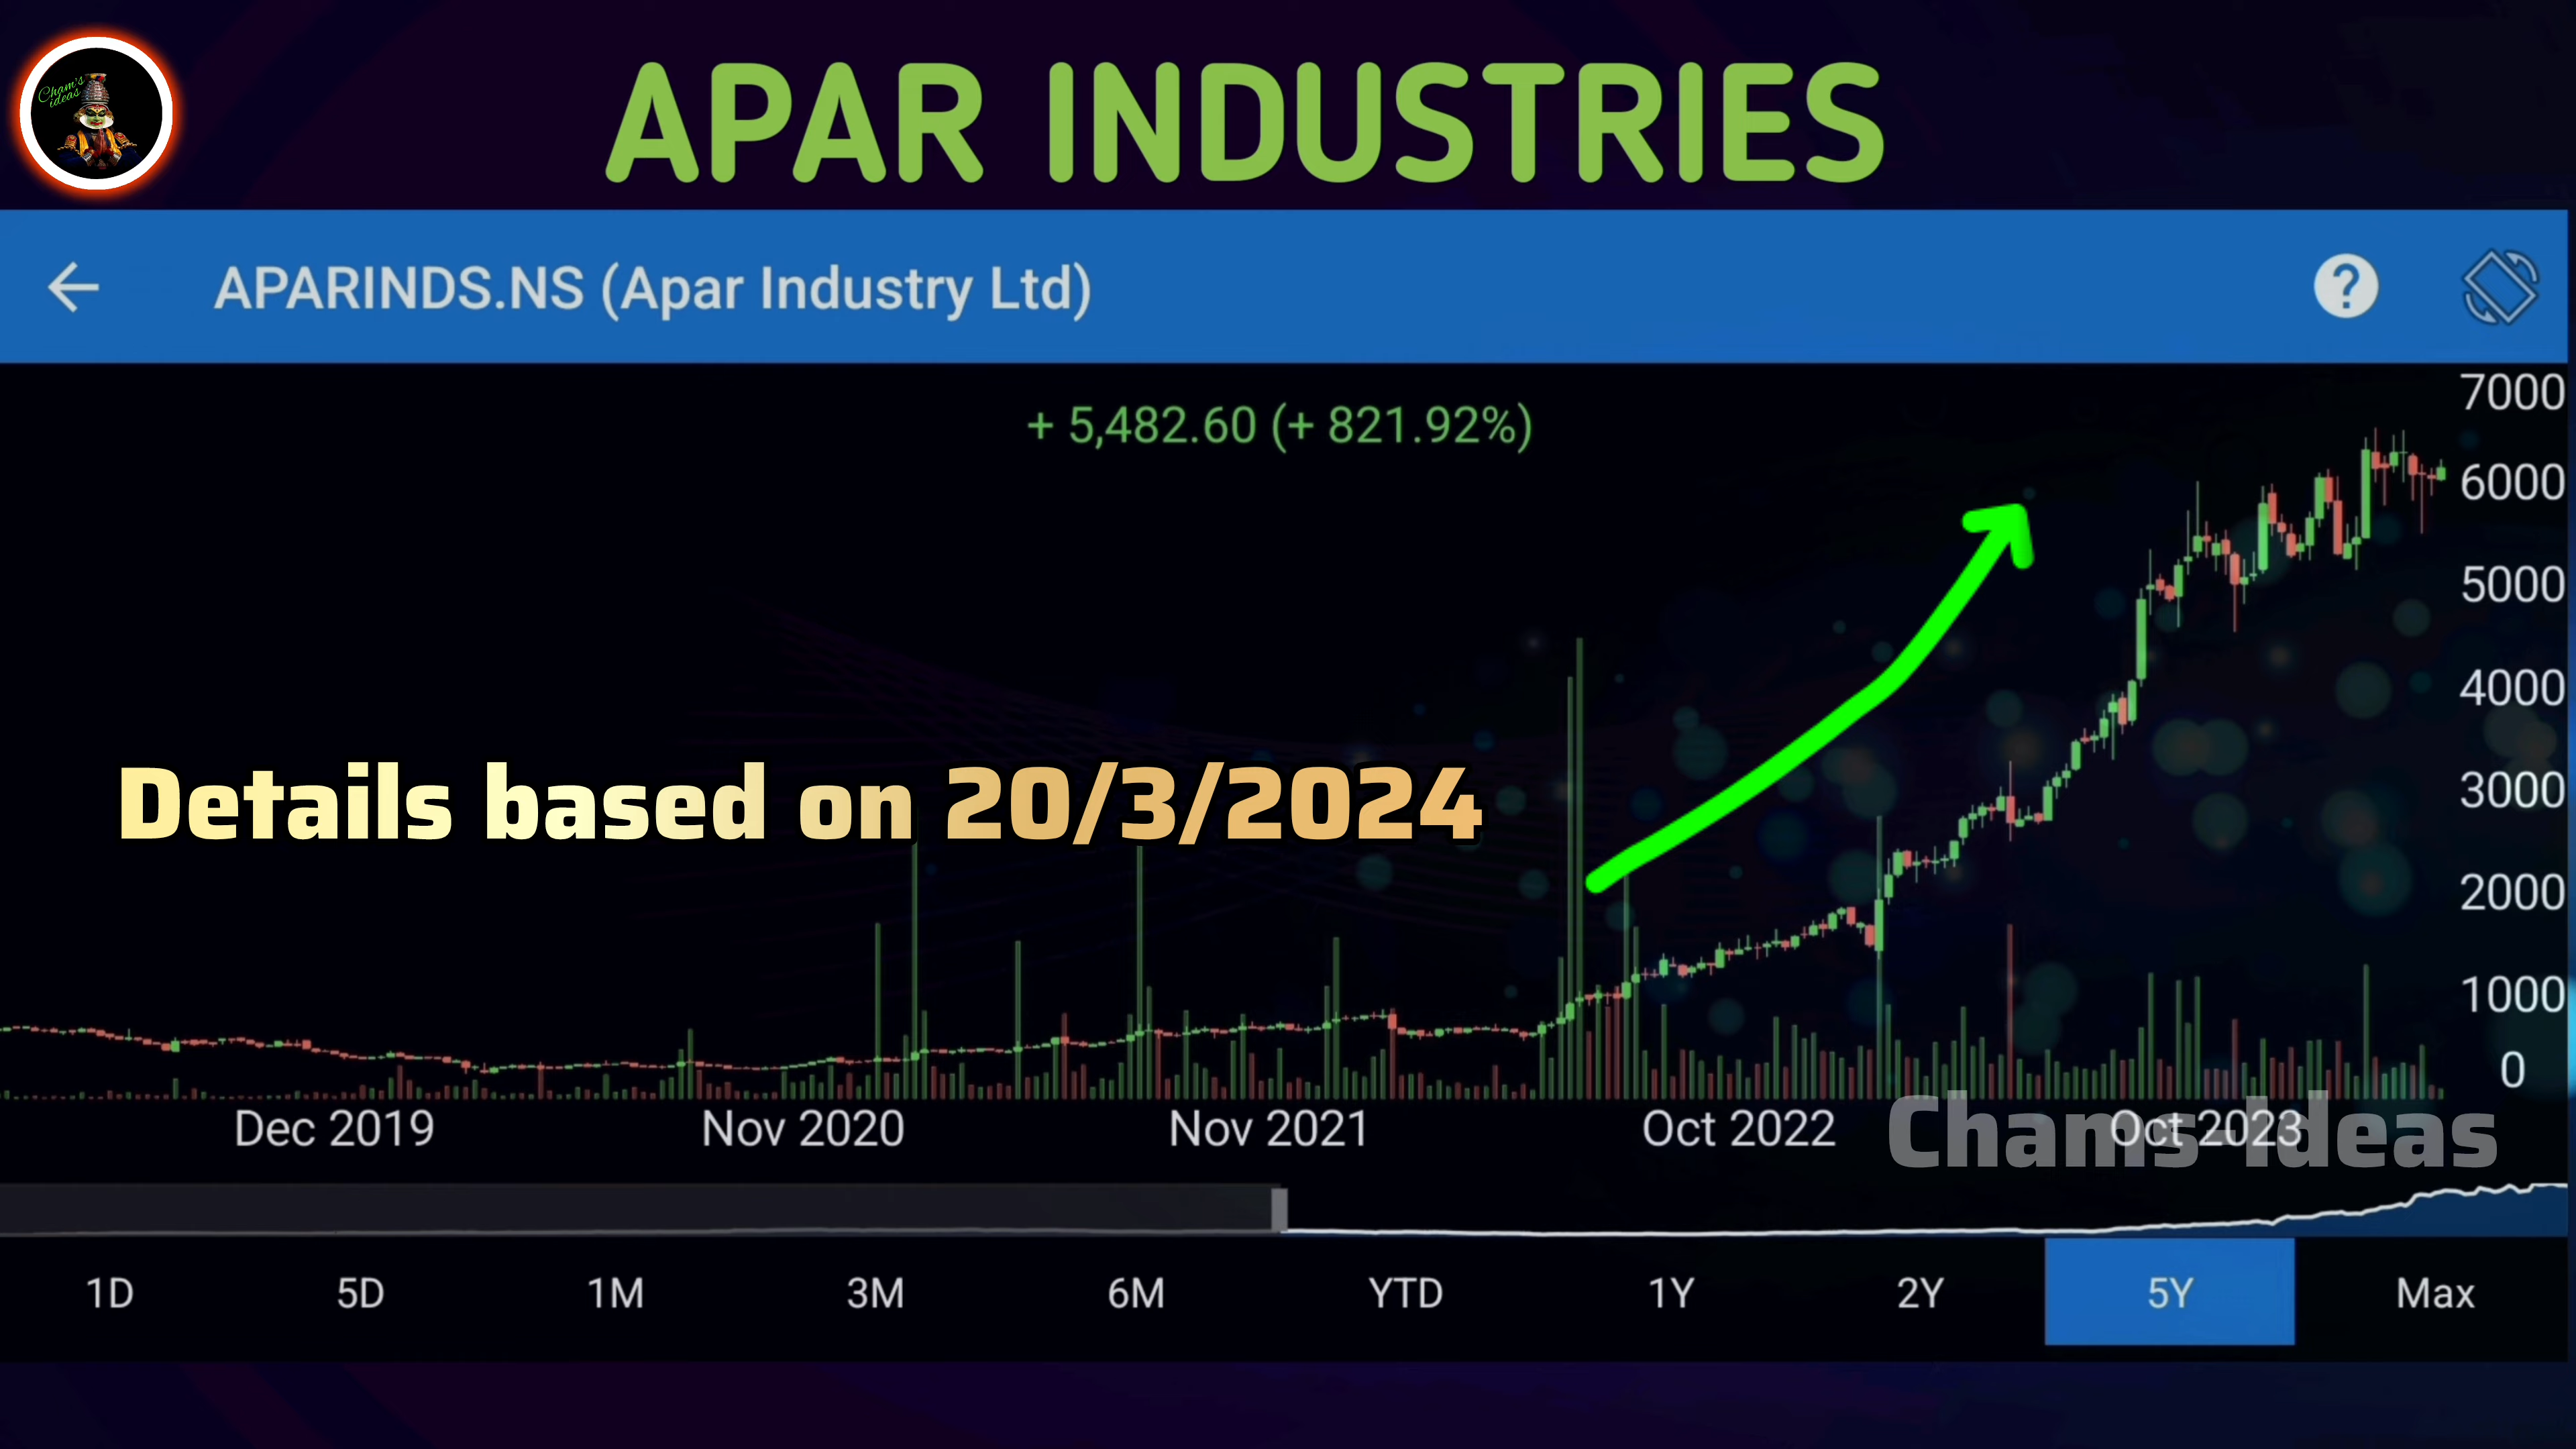 Cham's
ideas
APAR INDUSTRIES
APARINDS.NS (Apar Industry Ltd)
?
+ 5,482.60 (+ 821.92%)
7000
6000
5000
4000
3000
2000
1000
0
Details based on 20/3/2024
Dec 2019
Nov 2020
Nov 2021
Oct 2022
Oct 2023
Chams-Ideas
1D
5D
1M
3M
6M
YTD
1Y
2Y
5Y
Max